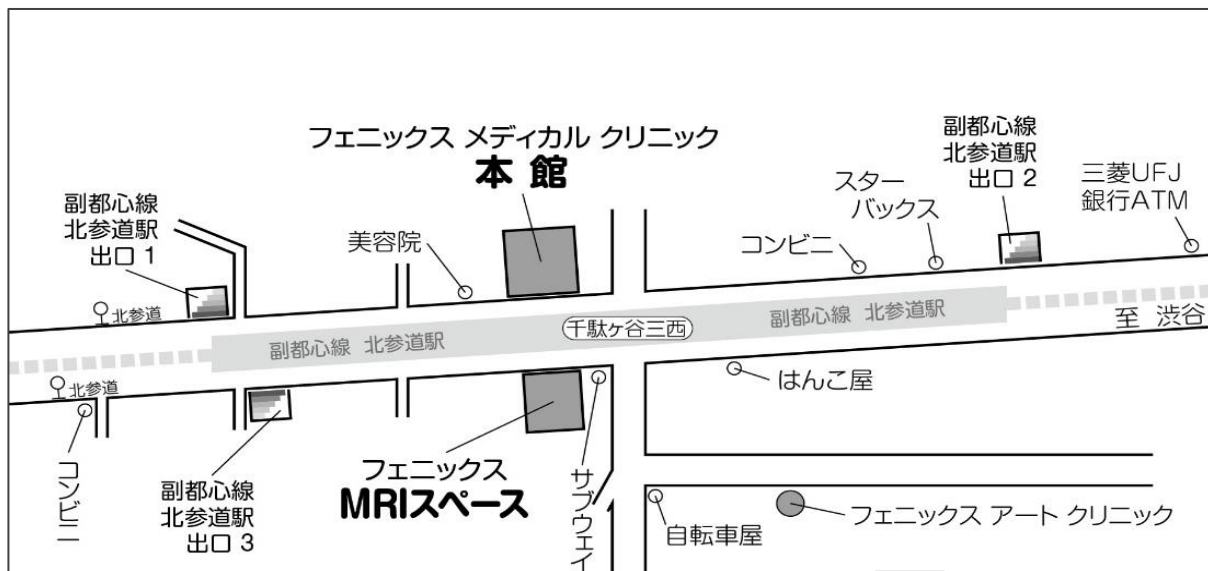 フェニックス メディカル クリニック
本 館
副都心線
北参道駅
出口 1
美容院
コンビニ
スター
バックス
副都心線
北参道駅
出口 2
三菱UFJ
銀行ATM
北参道
副都心線 北参道駅
千駄ヶ谷三西
副都心線 北参道駅
至 渋谷
北参道
コンビニ
副都心線
北参道駅
出口 3
フェニックス
MRIスペース
サブウェイ
はんこ屋
自転車屋
フェニックス アート クリニック